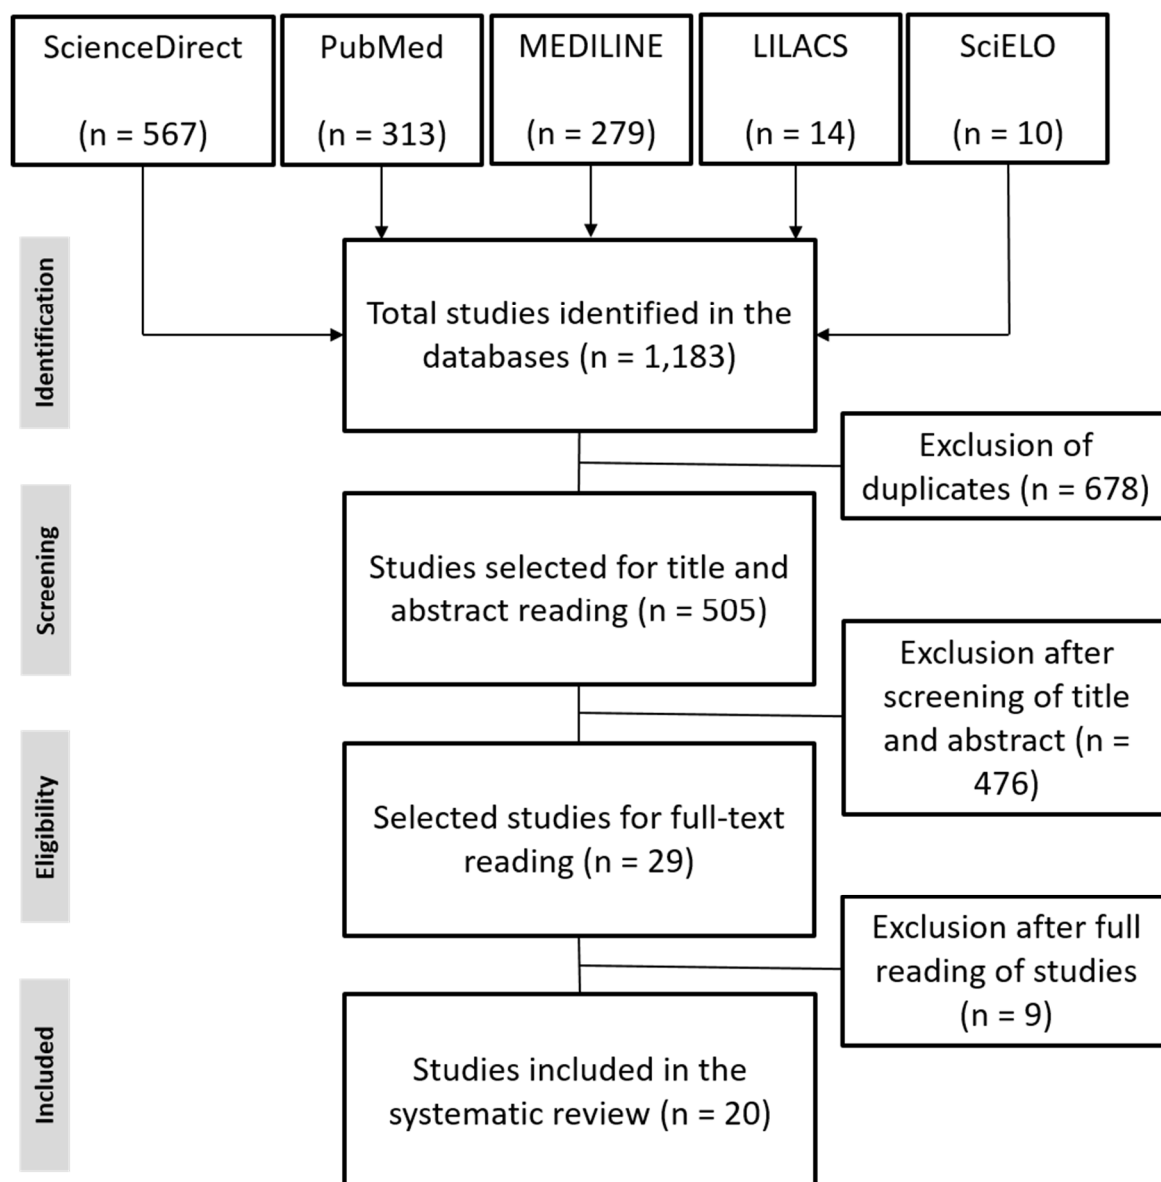 ScienceDirect
(n = 567)
PubMed
(n = 313)
MEDILINE
(n = 279)
LILACS
(n = 14)
SciELO
(n = 10)
Identification
Total studies identified in the
databases (n = 1,183)
Exclusion of
duplicates (n = 678)
Screening
Studies selected for title and
abstract reading (n = 505)
Exclusion after
screening of title
and abstract (n =
476)
Eligibility
Selected studies for full-text
reading (n = 29)
Exclusion after full
reading of studies
(n = 9)
Included
Studies included in the
systematic review (n = 20)